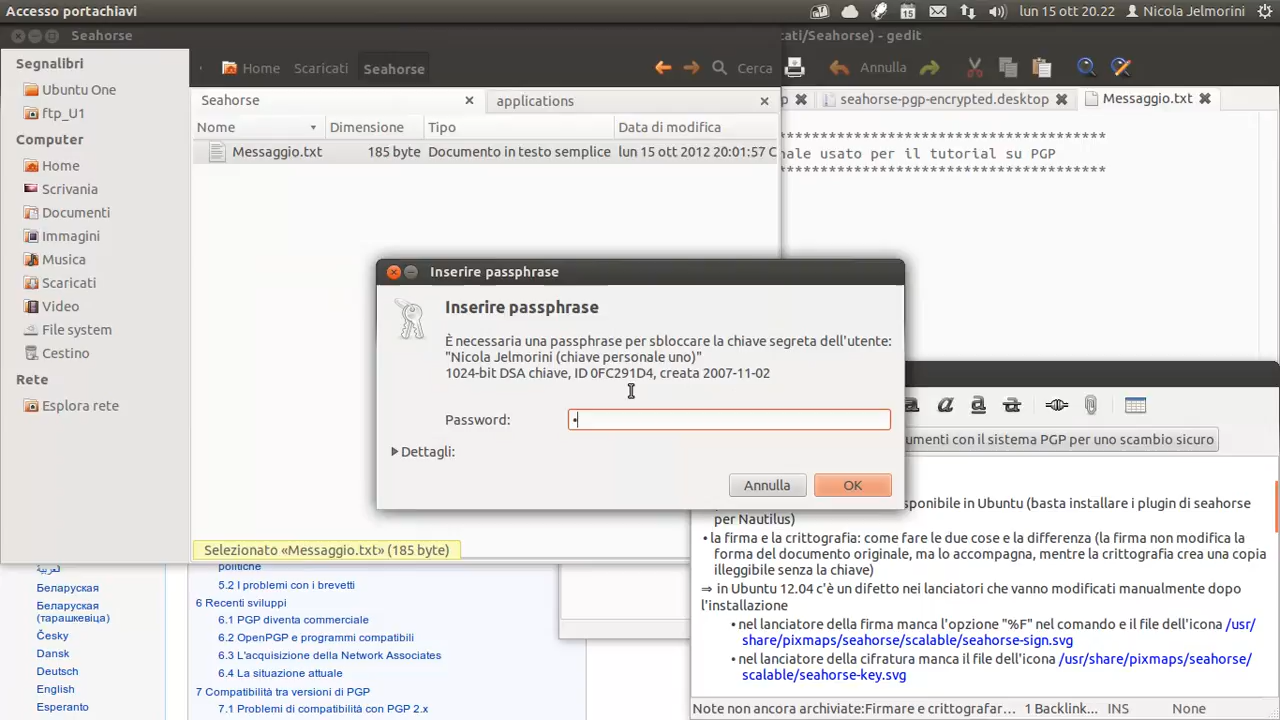 Accesso portachiavi
lun 15 ott 20.22
Nicola Jelmorini
Seahorse
cati/Seahorse) - gedit
Segnalibri
Ubuntu One
ftp_U1
Computer
Home
Scrivania
Documenti
Immagini
Musica
Scaricati
Video
File system
Cestino
Rete
Esplora rete
Home
Scaricati
Seahorse
Cerca
Annulla
Seahorse
applications
seahorse-pgp-encrypted.desktop
Messaggio.txt
Nome
Dimensione
Tipo
Data di modifica
Messaggio.txt
185 byte
Documento in testo semplice
lun 15 ott 2012 20:01:57 C
****************************************
nale usato per il tutorial su PGP
****************************************
Inserire passphrase
Inserire passphrase
È necessaria una passphrase per sbloccare la chiave segreta dell'utente:
"Nicola Jelmorini (chiave personale uno)"
1024-bit DSA chiave, ID 0FC291D4, creata 2007-11-02
Password:
•
Dettagli:
Annulla
OK
Selezionato «Messaggio.txt» (185 byte)
العربية
Беларуская
Беларуская
(тарашкевіца)
Česky
Dansk
Deutsch
English
Esperanto
politiche
5.2 I problemi con i brevetti
6 Recenti sviluppi
6.1 PGP diventa commerciale
6.2 OpenPGP e programmi compatibili
6.3 L'acquisizione della Network Associates
6.4 La situazione attuale
7 Compatibilità tra versioni di PGP
7.1 Problemi di compatibilità con PGP 2.x
umenti con il sistema PGP per uno scambio sicuro
sponibile in Ubuntu (basta installare i plugin di seahorse
per Nautilus)
• la firma e la crittografia: come fare le due cose e la differenza (la firma non modifica la
forma del documento originale, ma lo accompagna, mentre la crittografia crea una copia
illeggibile senza la chiave)
⇒ in Ubuntu 12.04 c'è un difetto nei lanciatori che vanno modificati manualmente dopo
l'installazione
• nel lanciatore della firma manca l'opzione "%F" nel comando e il file dell'icona /usr/
share/pixmaps/seahorse/scalable/seahorse-sign.svg
• nel lanciatore della cifratura manca il file dell'icona /usr/share/pixmaps/seahorse/
scalable/seahorse-key.svg
Note non ancora archiviate:Firmare e crittografar...
1 Backlink...
INS
None